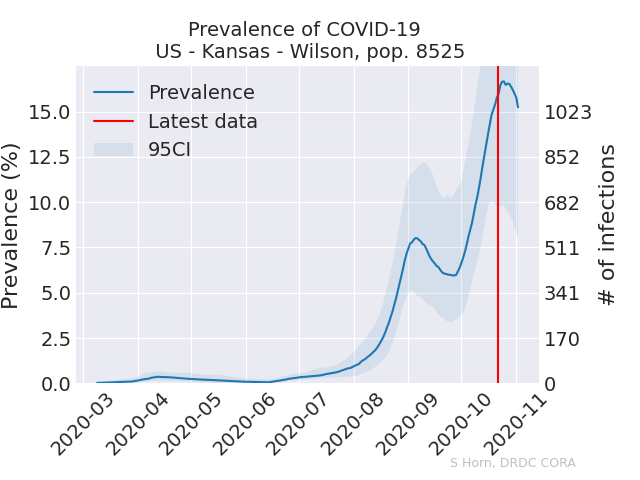 Prevalence of COVID-19
US - Kansas - Wilson, pop. 8525
Prevalence
Latest data
95CI
Prevalence (%)
15.0
12.5
10.0
7.5
5.0
2.5
0.0
1023
852
682
511
341
170
0
# of infections
2020-03
2020-04
2020-05
2020-06
2020-07
2020-08
2020-09
2020-10
2020-11
S Horn, DRDC CORA